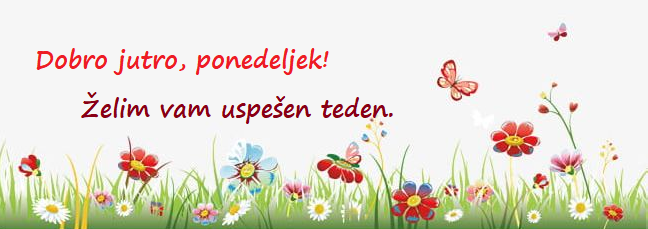 Dobro jutro, ponedeljek!
Želim vam uspešen teden.